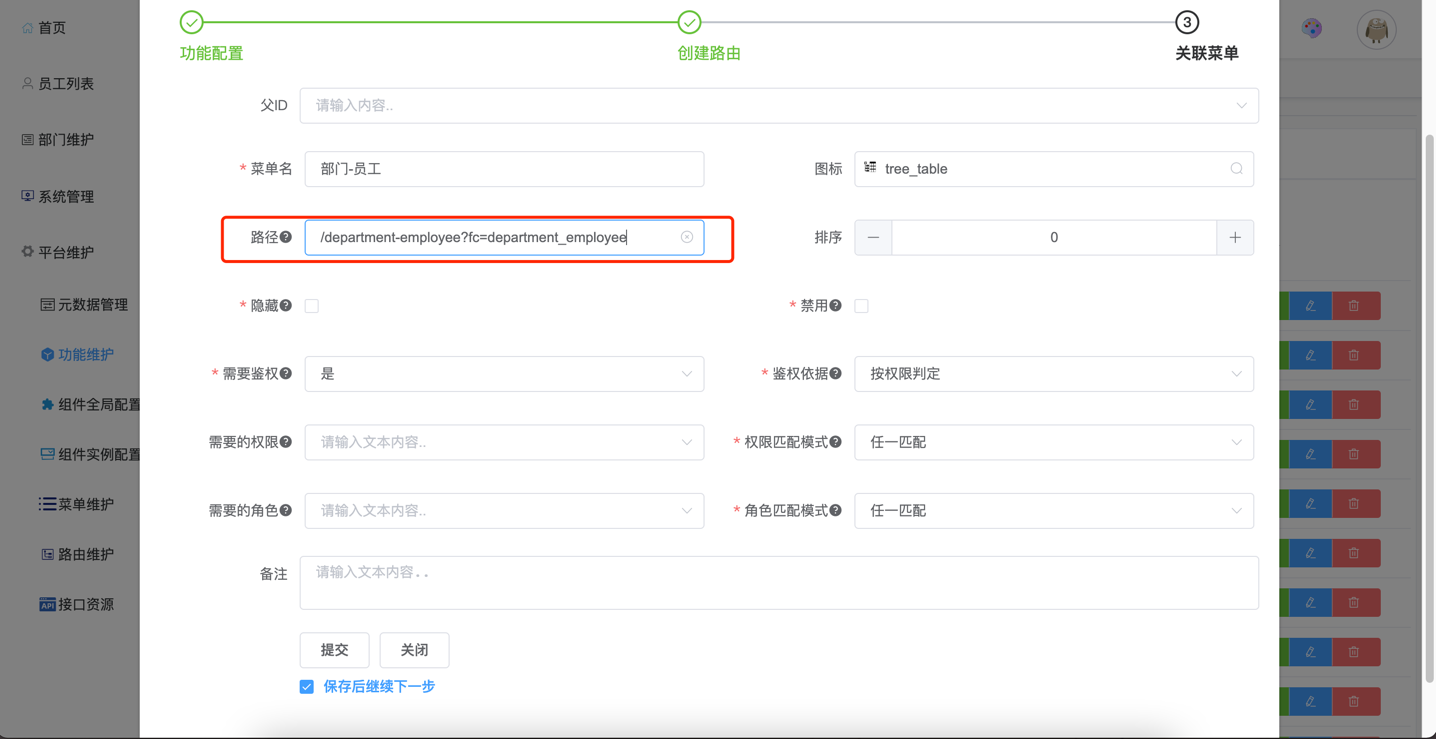 首页
员工列表
部门维护
系统管理
平台维护
元数据管理
功能维护
组件全局配置
组件实例配置
菜单维护
路由维护
API 接口资源
功能配置
创建路由
3
关联菜单
父ID 请输入内容..
* 菜单名 部门-员工
图标 tree_table
路径 /department-employee?fc=department_employee
排序 0
* 隐藏
* 禁用
* 需要鉴权 是
* 鉴权依据 按权限判定
需要的权限 请输入文本内容..
* 权限匹配模式 任一匹配
需要的角色 请输入文本内容..
* 角色匹配模式 任一匹配
备注 请输入文本内容..
提交 关闭
保存后继续下一步